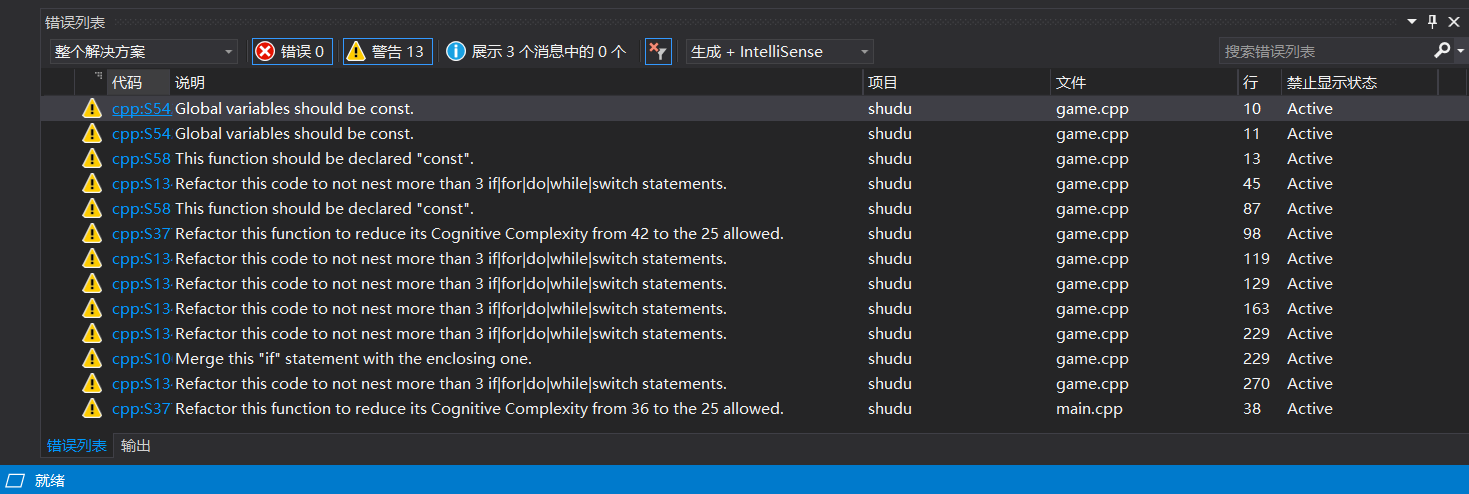 错误列表
整个解决方案 错误 0 警告 13 展示 3 个消息中的 0 个 生成 + IntelliSense 搜索错误列表
代码 说明 项目 文件 行 禁止显示状态
cpp:S54 Global variables should be const. shudu game.cpp 10 Active
cpp:S54 Global variables should be const. shudu game.cpp 11 Active
cpp:S58 This function should be declared "const". shudu game.cpp 13 Active
cpp:S13 Refactor this code to not nest more than 3 if|for|do|while|switch statements. shudu game.cpp 45 Active
cpp:S58 This function should be declared "const". shudu game.cpp 87 Active
cpp:S37 Refactor this function to reduce its Cognitive Complexity from 42 to the 25 allowed. shudu game.cpp 98 Active
cpp:S13 Refactor this code to not nest more than 3 if|for|do|while|switch statements. shudu game.cpp 119 Active
cpp:S13 Refactor this code to not nest more than 3 if|for|do|while|switch statements. shudu game.cpp 129 Active
cpp:S13 Refactor this code to not nest more than 3 if|for|do|while|switch statements. shudu game.cpp 163 Active
cpp:S13 Refactor this code to not nest more than 3 if|for|do|while|switch statements. shudu game.cpp 229 Active
cpp:S10 Merge this "if" statement with the enclosing one. shudu game.cpp 229 Active
cpp:S13 Refactor this code to not nest more than 3 if|for|do|while|switch statements. shudu game.cpp 270 Active
cpp:S37 Refactor this function to reduce its Cognitive Complexity from 36 to the 25 allowed. shudu main.cpp 38 Active
错误列表 输出
就绪